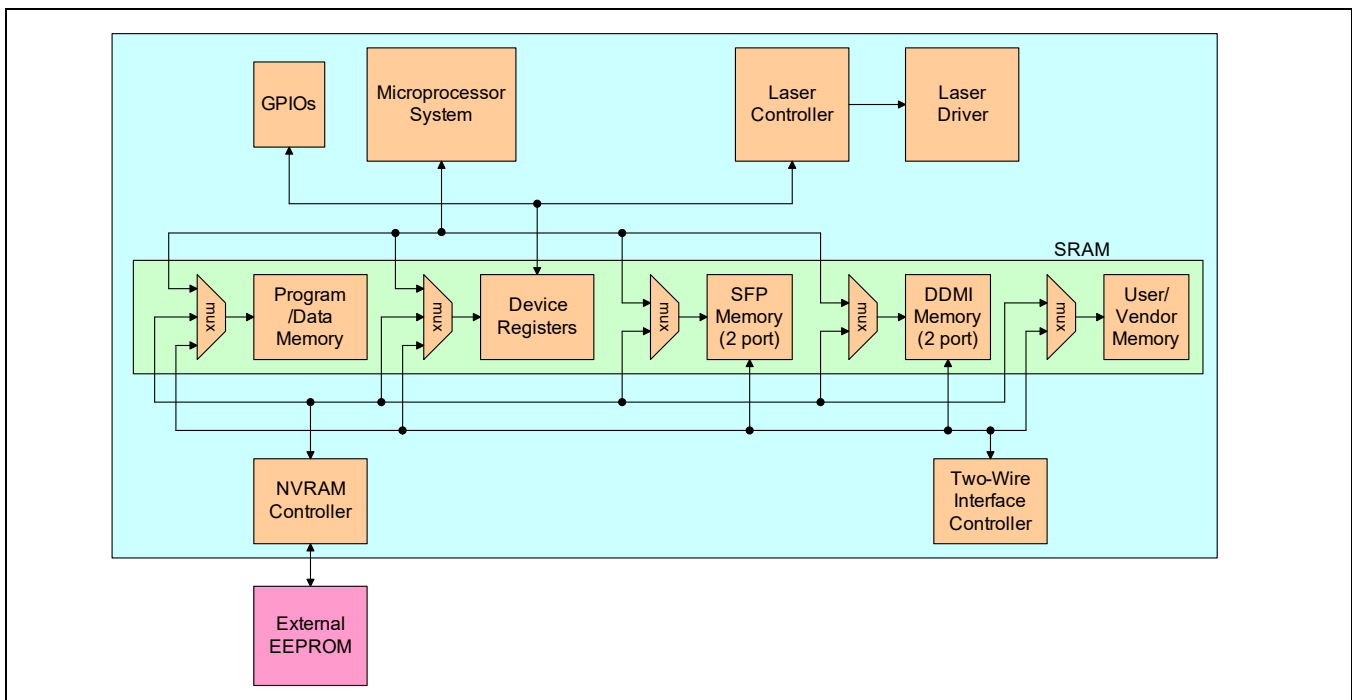 GPIOs
Microprocessor
System
Laser
Controller
Laser
Driver
SRAM
mux
Program
/Data
Memory
mux
Device
Registers
mux
SFP
Memory
(2 port)
mux
DDMI
Memory
(2 port)
mux
User/
Vendor
Memory
NVRAM
Controller
Two-Wire
Interface
Controller
External
EEPROM